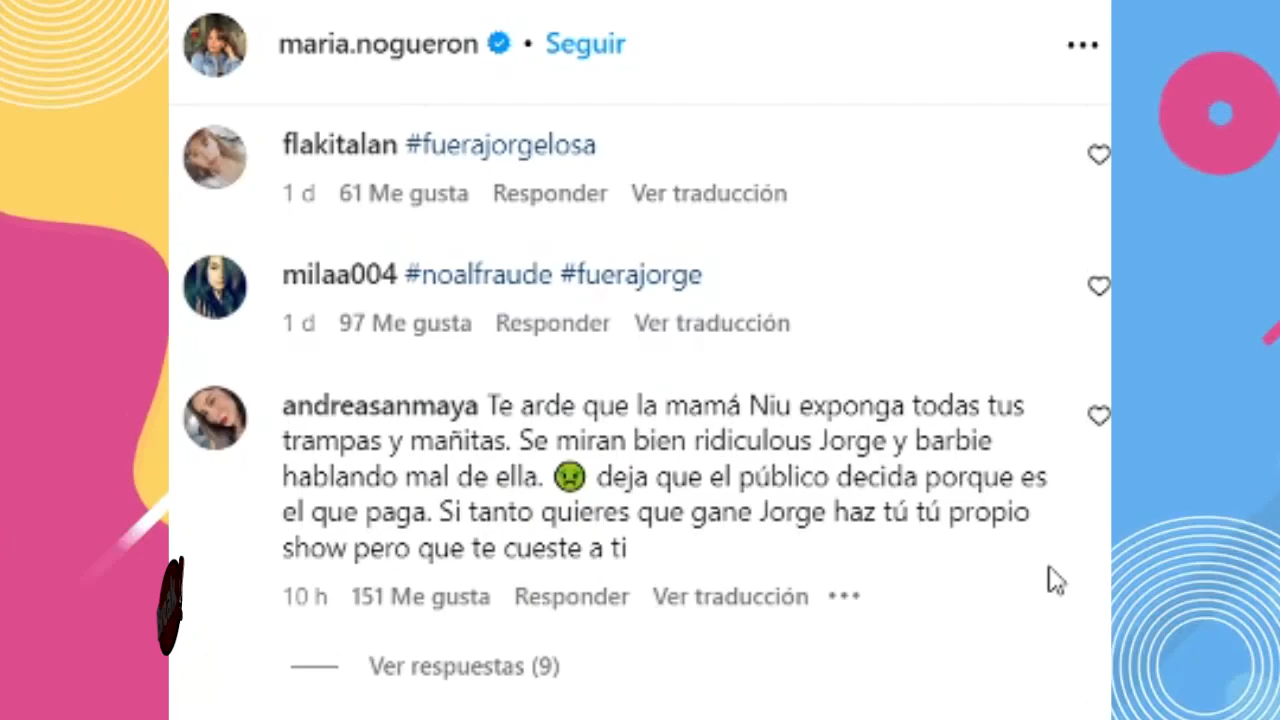 maria.nogueron • Seguir
flakitalan #fuerajorgelosa
1 d 61 Me gusta Responder Ver traducción
milaa004 #noalfraude #fuerajorge
1 d 97 Me gusta Responder Ver traducción
andreasanmaya Te arde que la mamá Niu exponga todas tus
trampas y mañitas. Se miran bien ridiculous Jorge y barbie
hablando mal de ella. 🤢 deja que el público decida porque es
el que paga. Si tanto quieres que gane Jorge haz tú tú propio
show pero que te cueste a ti
10 h 151 Me gusta Responder Ver traducción
Ver respuestas (9)